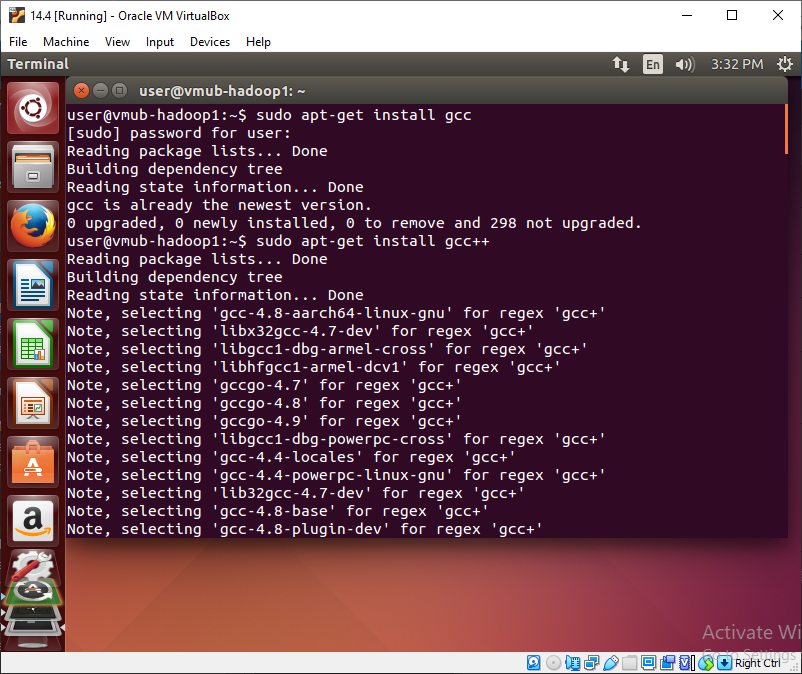 14.4 [Running] - Oracle VM VirtualBox
File Machine View Input Devices Help
Terminal En 3:32 PM
user@vmub-hadoop1: ~
user@vmub-hadoop1:~$ sudo apt-get install gcc
[sudo] password for user:
Reading package lists... Done
Building dependency tree
Reading state information... Done
gcc is already the newest version.
0 upgraded, 0 newly installed, 0 to remove and 298 not upgraded.
user@vmub-hadoop1:~$ sudo apt-get install gcc++
Reading package lists... Done
Building dependency tree
Reading state information... Done
Note, selecting 'gcc-4.8-aarch64-linux-gnu' for regex 'gcc+'
Note, selecting 'libx32gcc-4.7-dev' for regex 'gcc+'
Note, selecting 'libgcc1-dbg-armel-cross' for regex 'gcc+'
Note, selecting 'libhfgcc1-armel-dcv1' for regex 'gcc+'
Note, selecting 'gccgo-4.7' for regex 'gcc+'
Note, selecting 'gccgo-4.8' for regex 'gcc+'
Note, selecting 'gccgo-4.9' for regex 'gcc+'
Note, selecting 'libgcc1-dbg-powerpc-cross' for regex 'gcc+'
Note, selecting 'gcc-4.4-locales' for regex 'gcc+'
Note, selecting 'gcc-4.4-powerpc-linux-gnu' for regex 'gcc+'
Note, selecting 'lib32gcc-4.7-dev' for regex 'gcc+'
Note, selecting 'gcc-4.8-base' for regex 'gcc+'
Note, selecting 'gcc-4.8-plugin-dev' for regex 'gcc+'
a
Activate Wi
Go to Settings
Right Ctrl